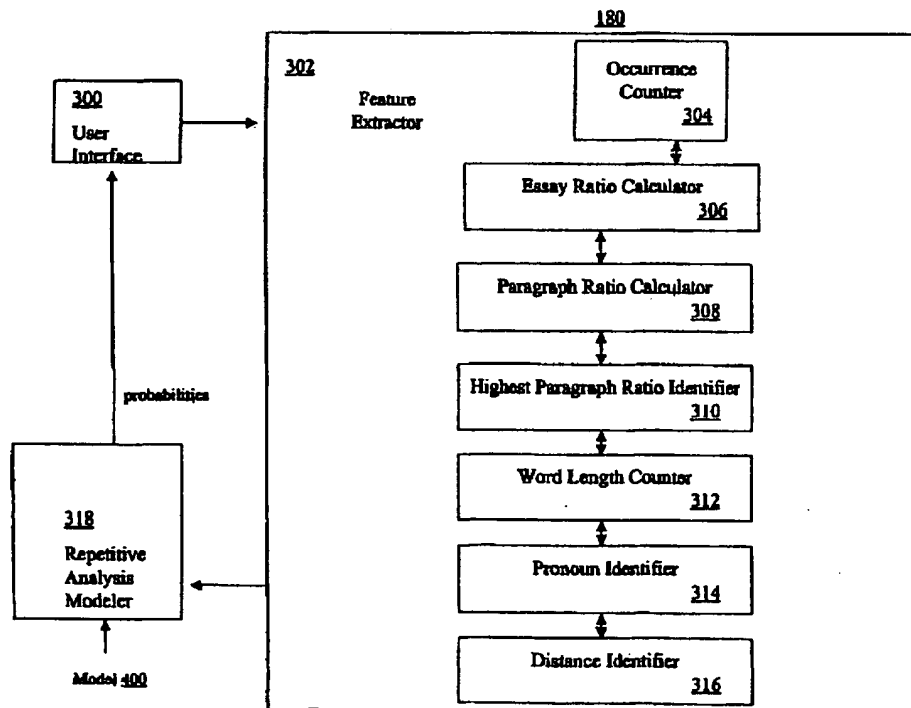 180
302
Feature
Extractor
Occurrence
Counter
304
300
User
Interface
Essay Ratio Calculator
306
Paragraph Ratio Calculator
308
Highest Paragraph Ratio Identifier
310
probabilities
Word Length Counter
312
318
Repetitive
Analysis
Modeler
Pronoun Identifier
314
Distance Identifier
316
Model 400